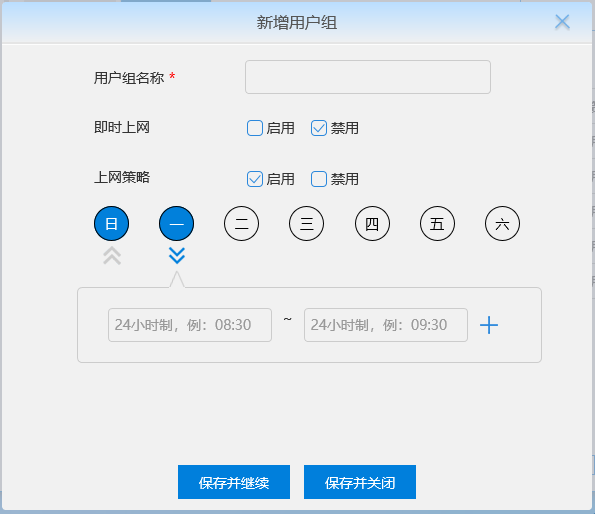 新增用户组
用户组名称 *
即时上网 启用 禁用
上网策略 启用 禁用
日 一 二 三 四 五 六
24小时制，例：08:30 ~ 24小时制，例：09:30
保存并继续 保存并关闭